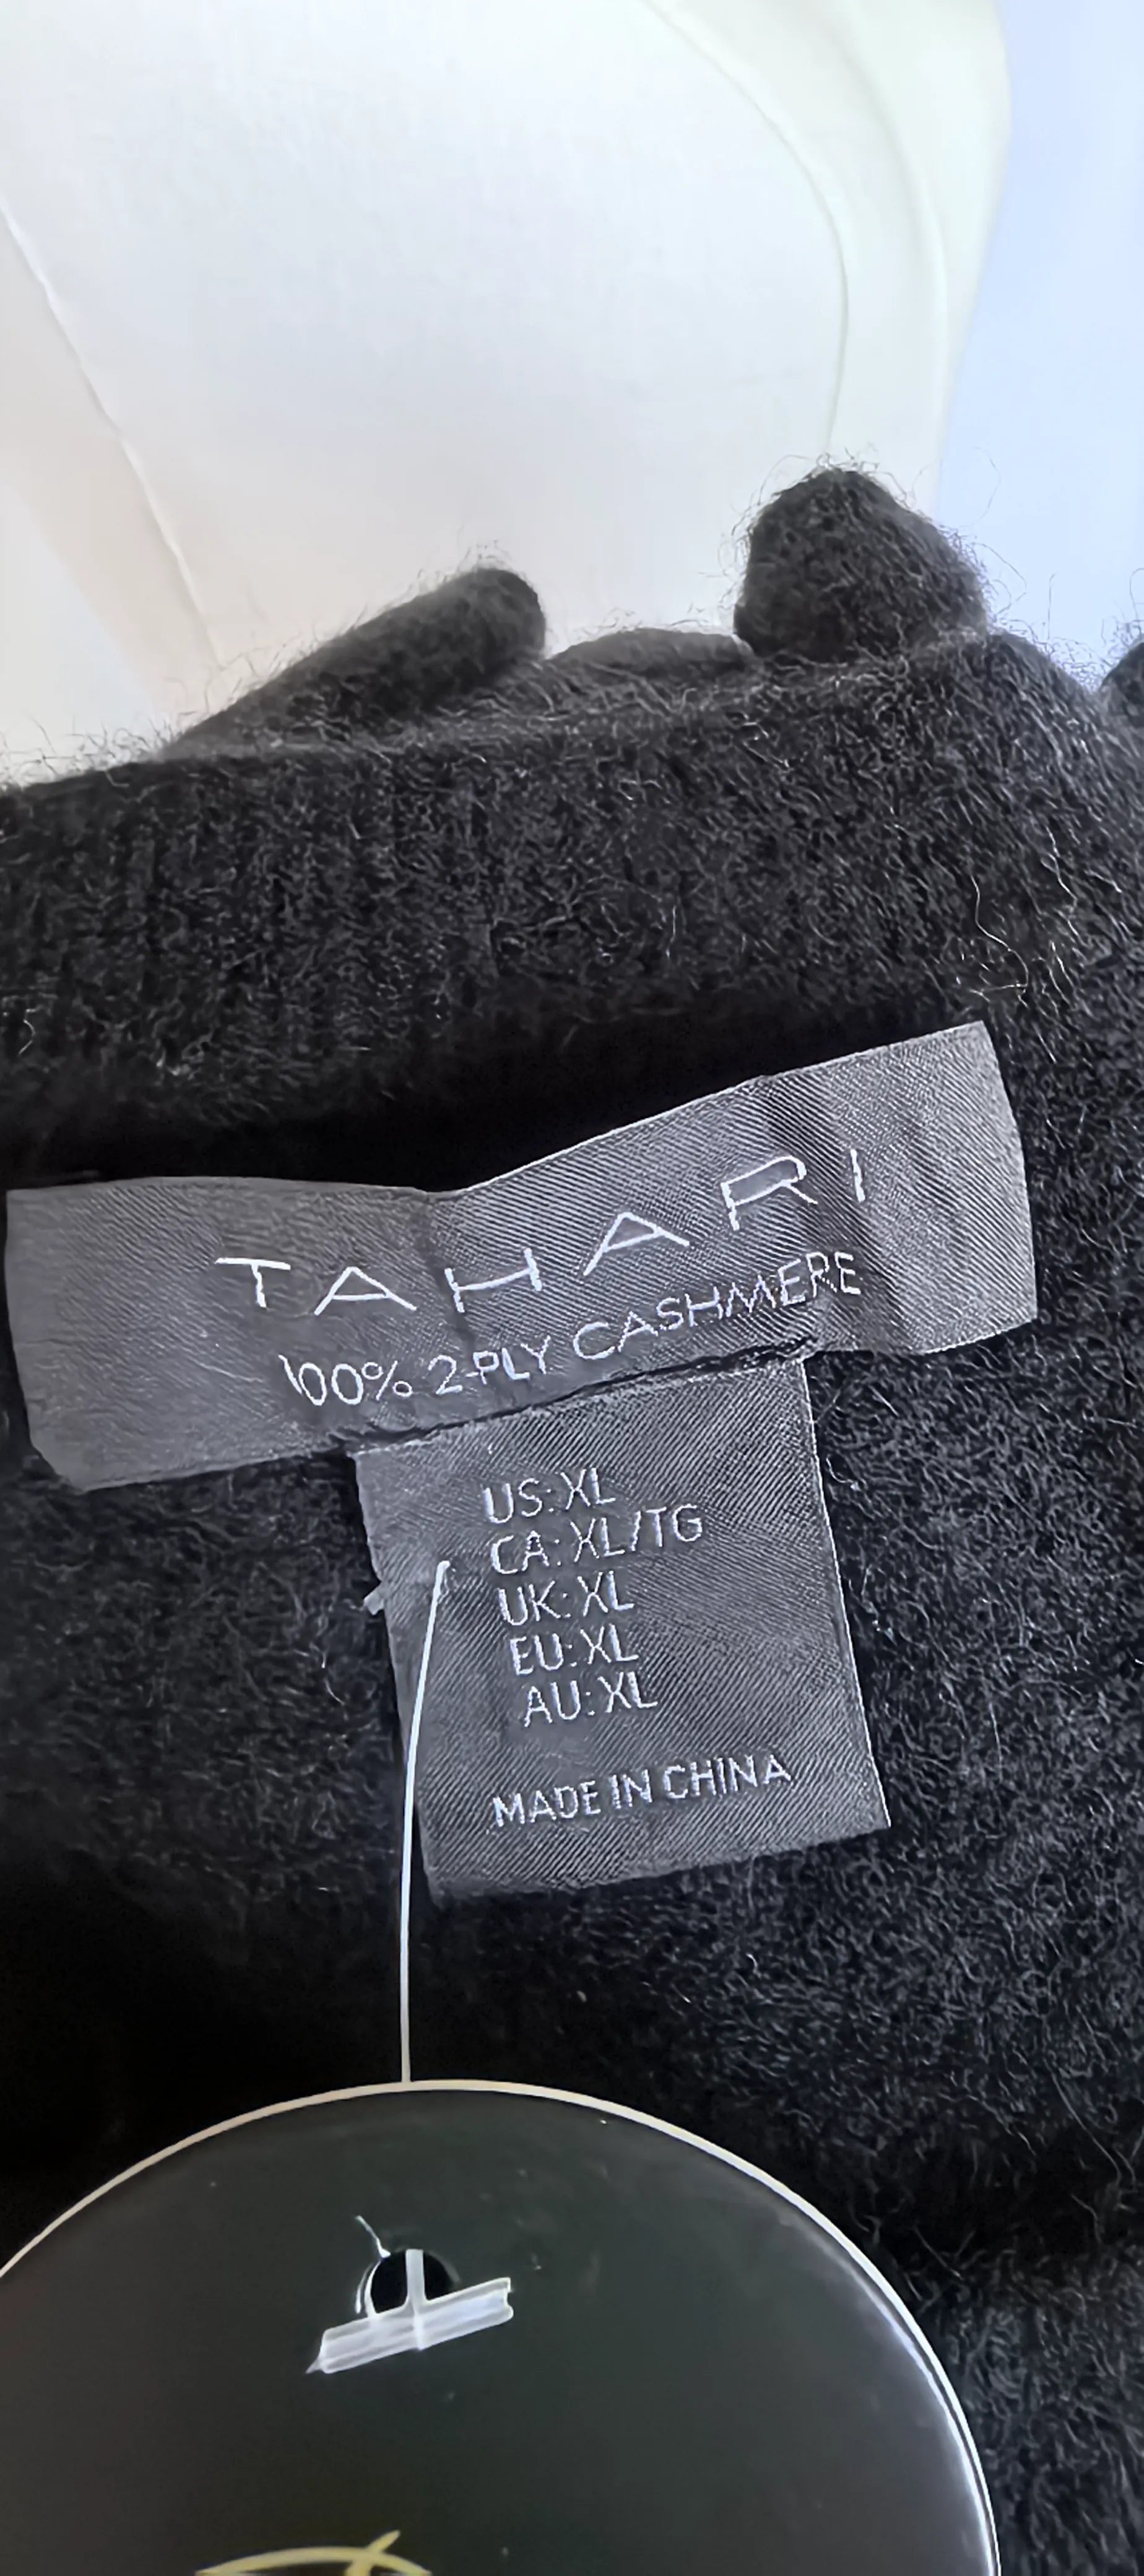 TAHARI
100% 2-PLY CASHMERE
US: XL
CA: XL/TG
UK: XL
EU: XL
AU: XL
MADE IN CHINA